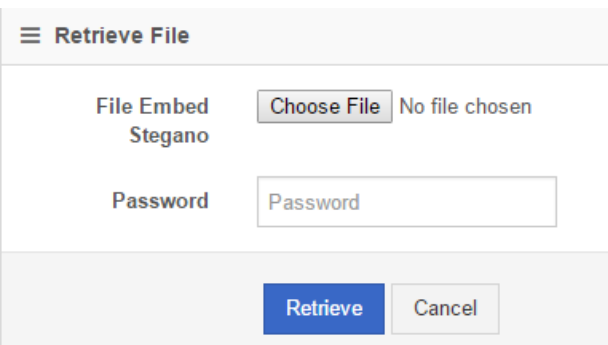 Retrieve File
File Embed
Stegano
Choose File No file chosen
Password
Password
Retrieve
Cancel